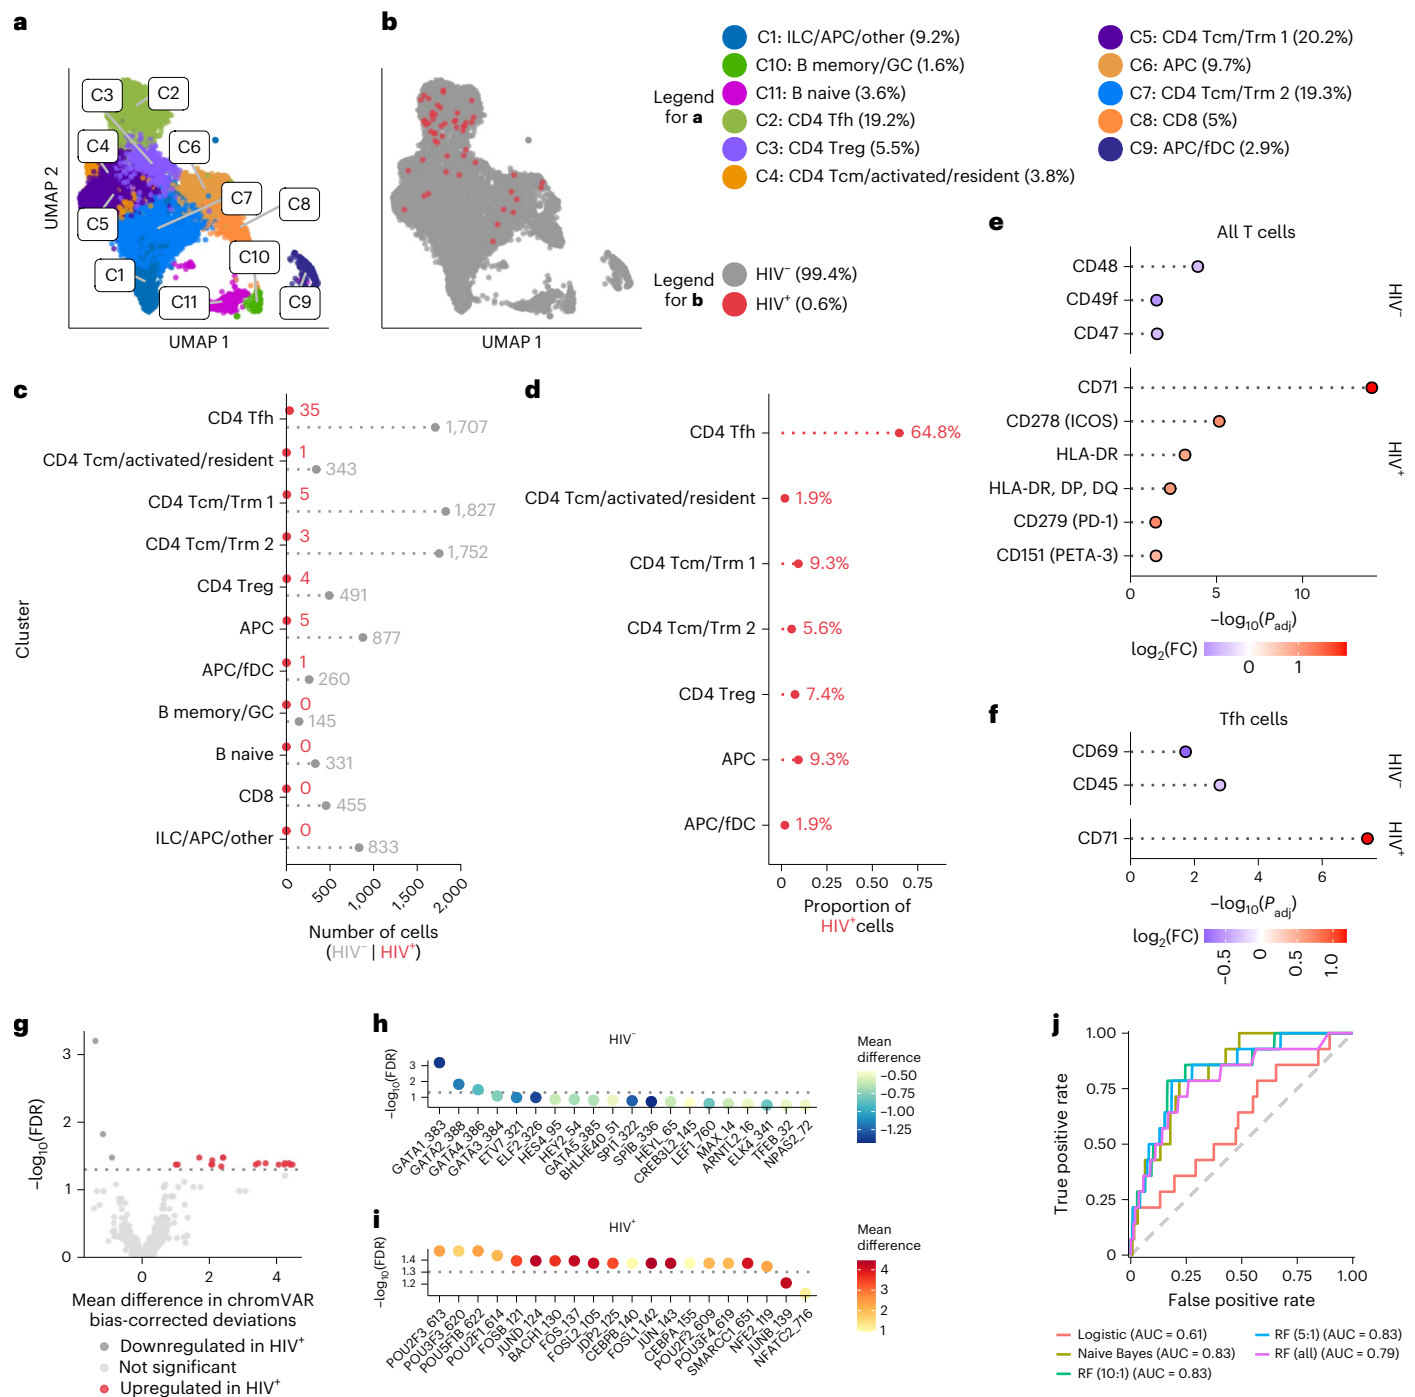 a
C3
C2
C4
C6
C7
C8
C5
C10
C1
C11
C9
UMAP 2
UMAP 1
b
UMAP 1
Legend
for a
C1: ILC/APC/other (9.2%)
C10: B memory/GC (1.6%)
C11: B naive (3.6%)
C2: CD4 Tfh (19.2%)
C3: CD4 Treg (5.5%)
C4: CD4 Tcm/activated/resident (3.8%)
C5: CD4 Tcm/Trm 1 (20.2%)
C6: APC (9.7%)
C7: CD4 Tcm/Trm 2 (19.3%)
C8: CD8 (5%)
C9: APC/fDC (2.9%)
Legend
for b
HIV⁻ (99.4%)
HIV⁺ (0.6%)
c
Cluster
CD4 Tfh 35 1,707
CD4 Tcm/activated/resident 1 343
CD4 Tcm/Trm 1 5 1,827
CD4 Tcm/Trm 2 3 1,752
CD4 Treg 4 491
APC 5 877
APC/fDC 1 260
B memory/GC 0 145
B naive 0 331
CD8 0 455
ILC/APC/other 0 833
0 500 1,000 1,500 2,000
Number of cells
(HIV⁻ | HIV⁺)
d
CD4 Tfh 64.8%
CD4 Tcm/activated/resident 1.9%
CD4 Tcm/Trm 1 9.3%
CD4 Tcm/Trm 2 5.6%
CD4 Treg 7.4%
APC 9.3%
APC/fDC 1.9%
0 0.25 0.50 0.75
Proportion of
HIV⁺cells
e
All T cells
CD48
CD49f
CD47
HIV⁻
CD71
CD278 (ICOS)
HLA-DR
HLA-DR, DP, DQ
CD279 (PD-1)
CD151 (PETA-3)
HIV⁺
0 5 10
–log₁₀(Padj)
log₂(FC)
0 1
f
Tfh cells
CD69
CD45
HIV⁻
CD71
HIV⁺
0 2 4 6
–log₁₀(Padj)
log₂(FC)
–0.5 0 0.5 1.0
g
–log₁₀(FDR)
3
2
1
0
0 2 4
Mean difference in chromVAR
bias-corrected deviations
Downregulated in HIV⁺
Not significant
Upregulated in HIV⁺
h
HIV⁻
–log₁₀(FDR)
3
2
1
GATA1_383
GATA2_388
GATA4_386
GATA3_384
ETV7_321
ELF2_326
HES4_95
HEY2_54
GATA5_385
BHLHE40_51
SPI1_322
SPIB_336
HEYL_65
CREB3L2_145
LEF1_760
MAX_14
ARNT2_16
ELK4_341
TFEB_32
NPAS2_72
Mean
difference
–0.50
–0.75
–1.00
–1.25
i
HIV⁺
–log₁₀(FDR)
1.4
1.3
1.2
POU2F3_613
POU3F3_620
POU5F1B_622
POU2F1_614
FOSB_121
JUND_124
BACH1_130
FOS_137
FOSL2_105
JDP2_125
CEBPB_140
FOSL1_142
JUN_143
CEBPA_155
POU2F2_609
POU3F4_619
SMARCC1_651
NFE2_119
JUNB_139
NFATC2_716
Mean
difference
4
3
2
1
j
True positive rate
1.00
0.75
0.50
0.25
0
0 0.25 0.50 0.75 1.00
False positive rate
Logistic (AUC = 0.61)
Naive Bayes (AUC = 0.83)
RF (10:1) (AUC = 0.83)
RF (5:1) (AUC = 0.83)
RF (all) (AUC = 0.79)